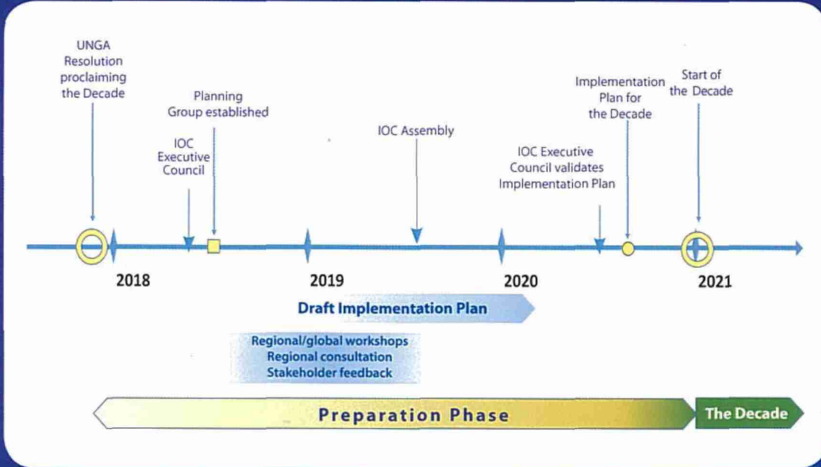 UNGA
Resolution
proclaiming
the Decade
Planning
Group established
IOC
Executive
Council
IOC Assembly
IOC Executive
Council validates
Implementation Plan
Implementation
Plan for
the Decade
Start of
the Decade
2018
2019
2020
2021
Draft Implementation Plan
Regional/global workshops
Regional consultation
Stakeholder feedback
Preparation Phase
The Decade